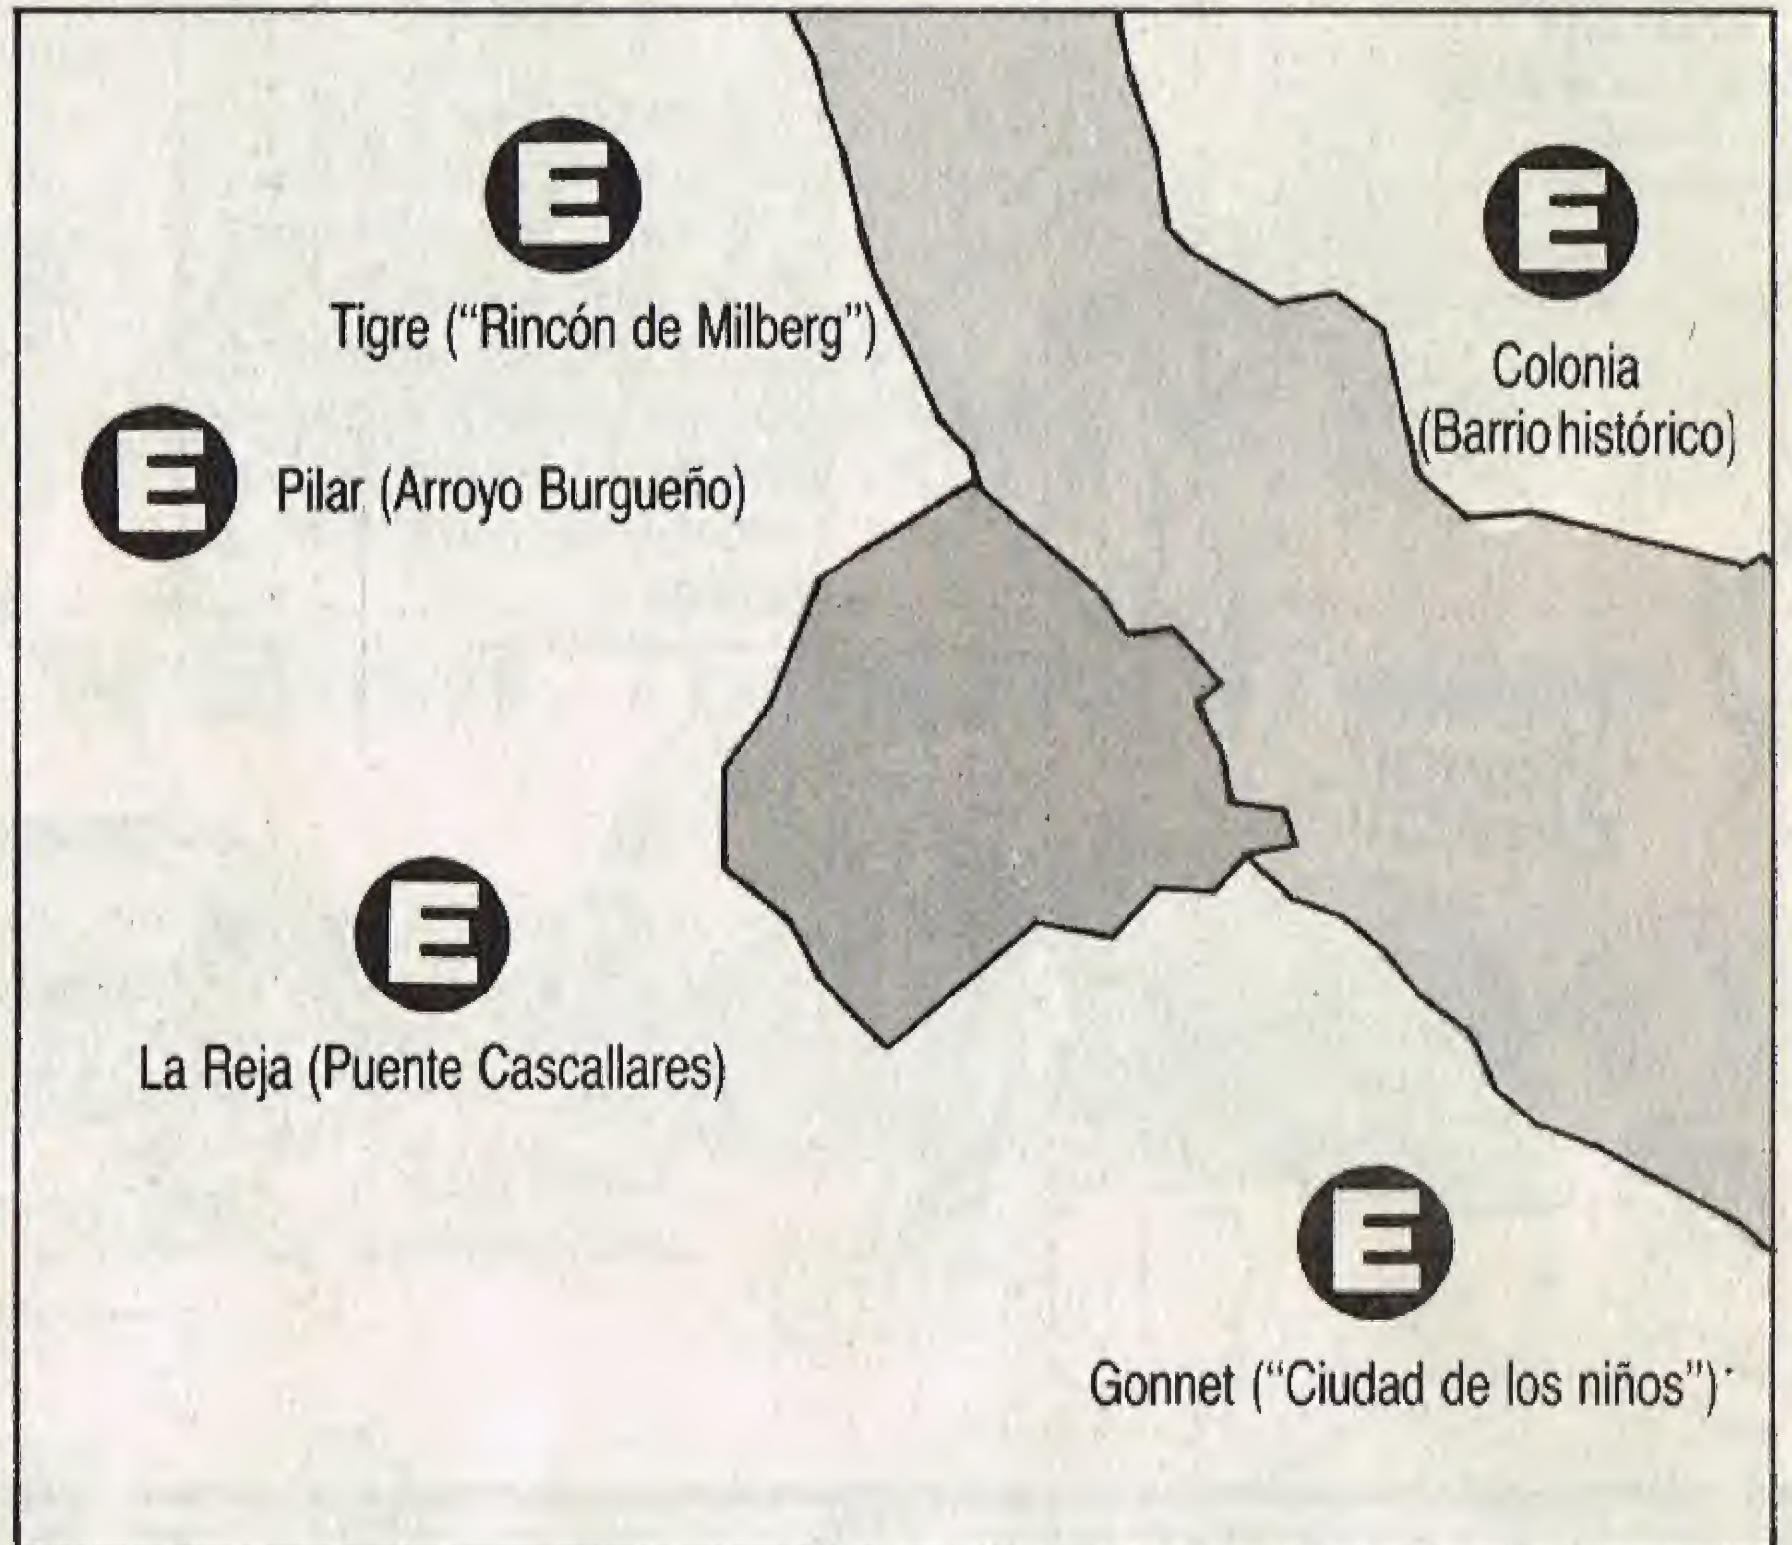 E
Tigre (“Rincón de Milberg”)
E
Colonia
(Barrio histórico)
E
Pilar (Arroyo Burgueño)
E
La Reja (Puente Cascallares)
E
Gonnet (“Ciudad de los niños”)